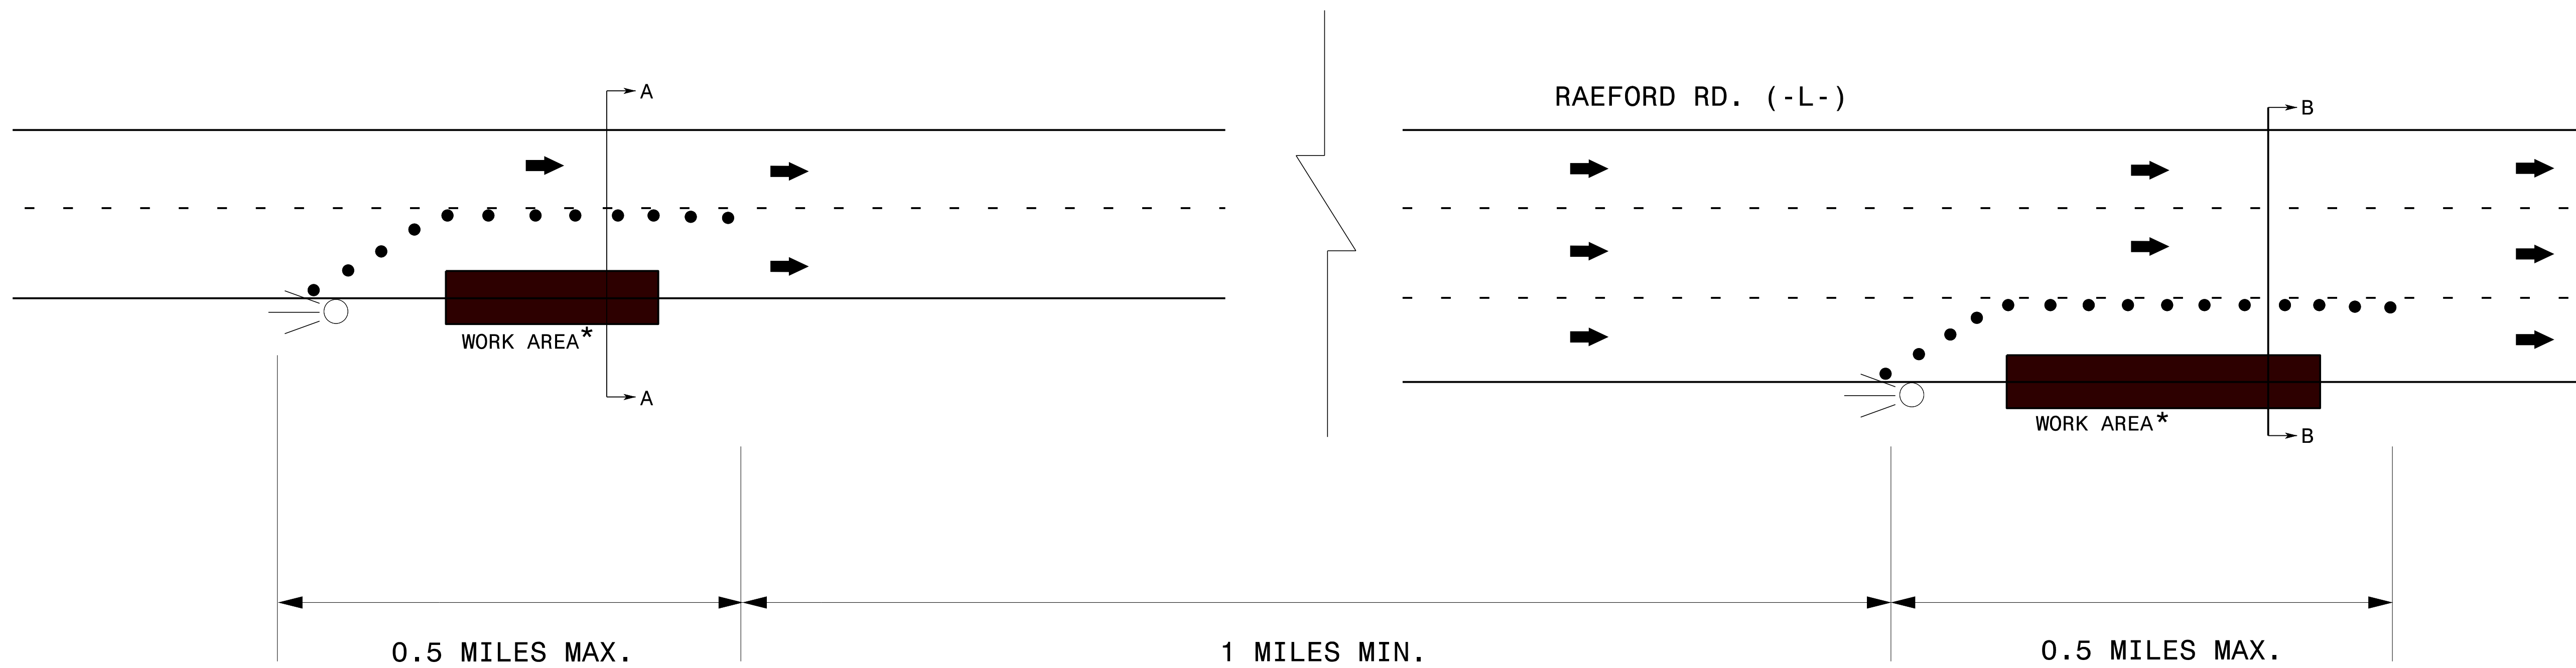 A
RAEFORD RD. (-L-)
B
WORK AREA*
A
WORK AREA*
B
0.5 MILES MAX.
1 MILES MIN.
0.5 MILES MAX.